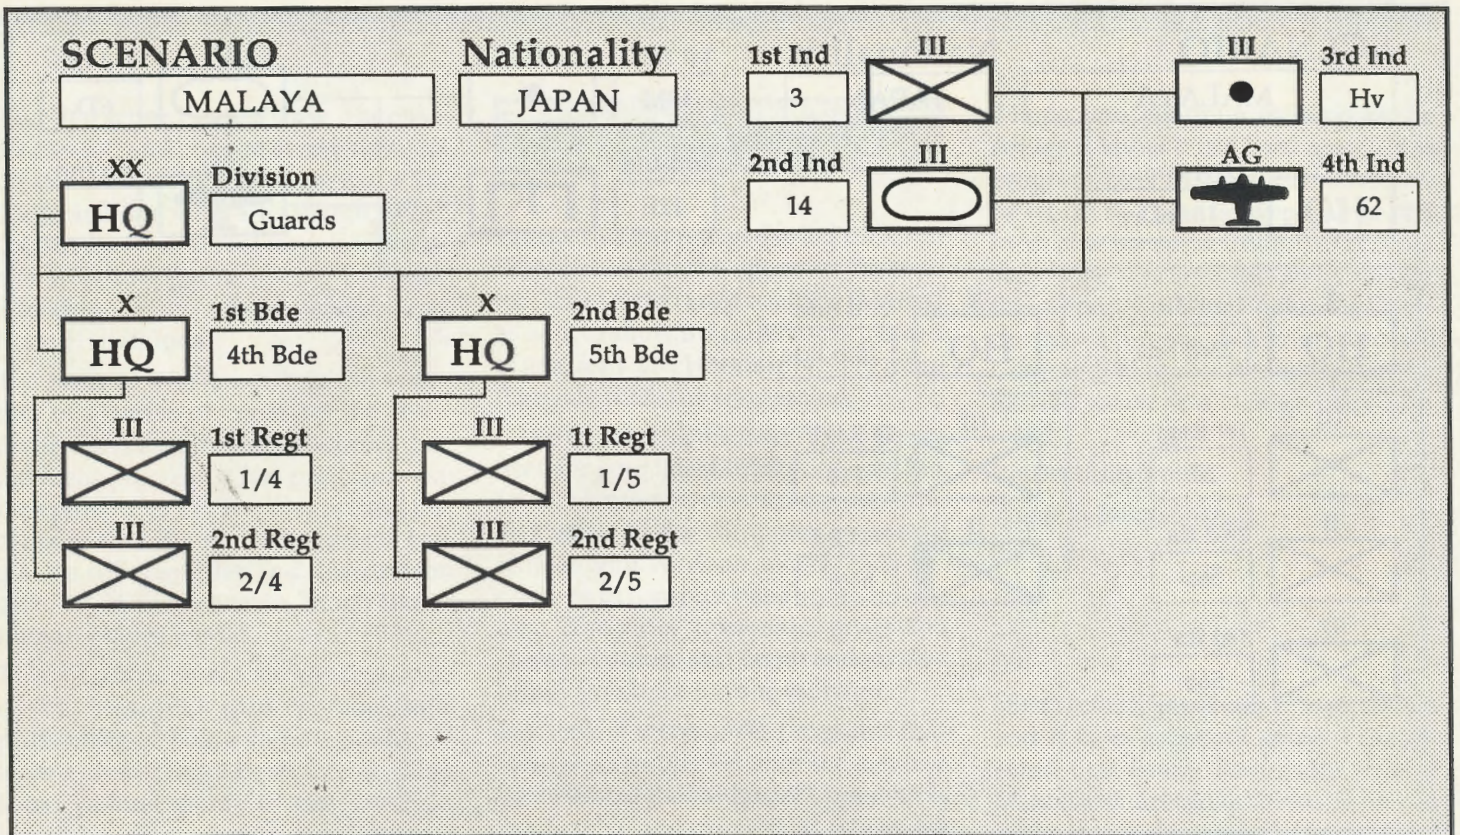 SCENARIO
MALAYA
Nationality
JAPAN
1st Ind
3
III
III
3rd Ind
Hv
2nd Ind
14
III
AG
4th Ind
62
XX
HQ
Division
Guards
X
HQ
1st Bde
4th Bde
X
HQ
2nd Bde
5th Bde
III
1st Regt
1/4
III
1t Regt
1/5
III
2nd Regt
2/4
III
2nd Regt
2/5